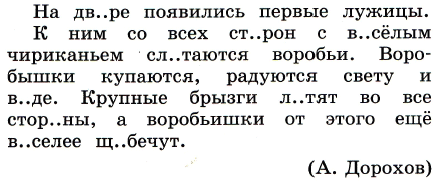 На дв..ре появились первые лужицы.
К ним со всех ст..рон с в..сёлым
чириканьем сл..таются воробьи. Воро-
бышки купаются, радуются свету и
в..де. Крупные брызги л..тят во все
стор..ны, а воробьишки от этого ещё
в..селее щ..бечут.
(А. Дорохов)